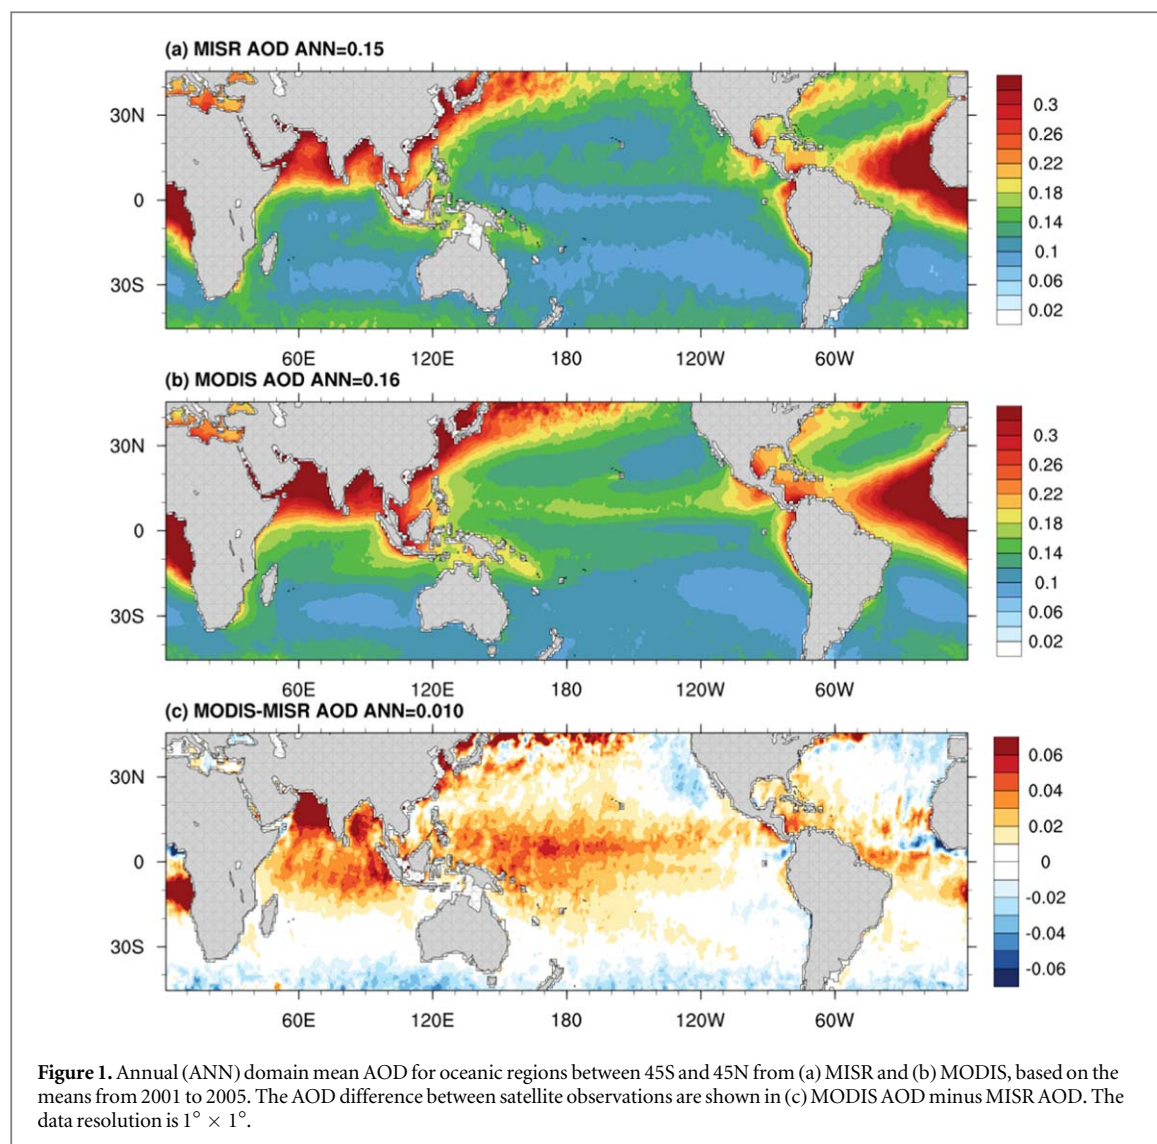 (a) MISR AOD ANN=0.15
30N
0
30S
60E 120E 180 120W 60W
0.3
0.26
0.22
0.18
0.14
0.1
0.06
0.02
(b) MODIS AOD ANN=0.16
30N
0
30S
60E 120E 180 120W 60W
0.3
0.26
0.22
0.18
0.14
0.1
0.06
0.02
(c) MODIS-MISR AOD ANN=0.010
30N
0
30S
60E 120E 180 120W 60W
0.06
0.04
0.02
0
-0.02
-0.04
-0.06
Figure 1. Annual (ANN) domain mean AOD for oceanic regions between 45S and 45N from (a) MISR and (b) MODIS, based on the
means from 2001 to 2005. The AOD difference between satellite observations are shown in (c) MODIS AOD minus MISR AOD. The
data resolution is 1° × 1°.